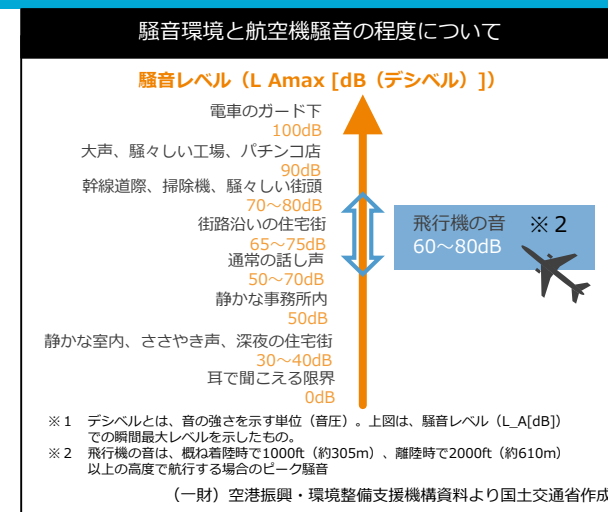 騒音環境と航空機騒音の程度について
騒音レベル（L Amax [dB（デシベル）]）
電車のガード下
100dB
大声、騒々しい工場、パチンコ店
90dB
幹線道際、掃除機、騒々しい街頭
70～80dB
街路沿いの住宅街
65～75dB
通常の話し声
50～70dB
静かな事務所内
50dB
静かな室内、ささやき声、深夜の住宅街
30～40dB
耳で聞こえる限界
0dB
飛行機の音 ※２
60～80dB
※１ デシベルとは、音の強さを示す単位（音圧）。上図は、騒音レベル（L_A[dB]）
での瞬間最大レベルを示したもの。
※２ 飛行機の音は、概ね着陸時で1000ft（約305m）、離陸時で2000ft（約610m）
以上の高度で航行する場合のピーク騒音
（一財）空港振興・環境整備支援機構資料より国土交通省作成